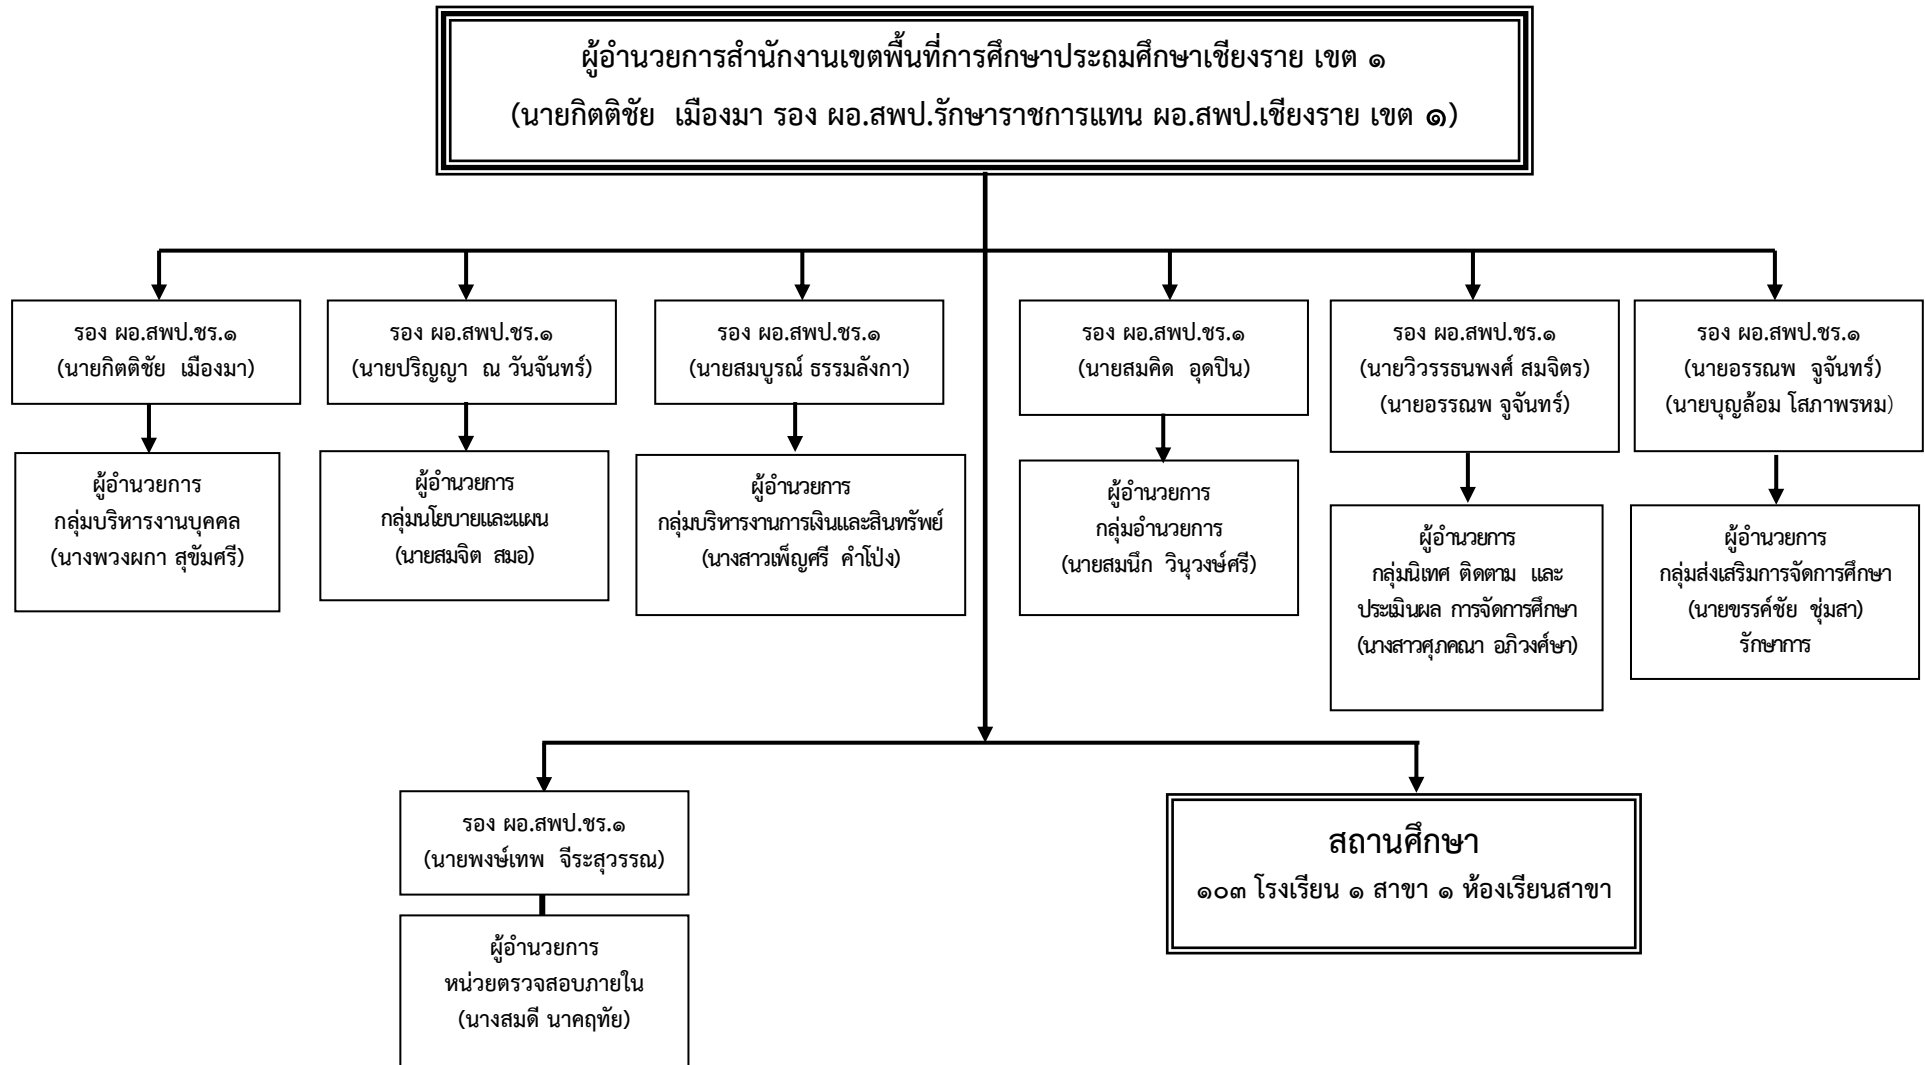 ผู้อำนวยการสำนักงานเขตพื้นที่การศึกษาประถมศึกษาเชียงราย เขต ๑
(นายกิตติชัย เมืองมา รอง ผอ.สพป.รักษาราชการแทน ผอ.สพป.เชียงราย เขต ๑)
รอง ผอ.สพป.ชร.๑
(นายกิตติชัย เมืองมา)
รอง ผอ.สพป.ชร.๑
(นายปริญญา ณ วันจันทร์)
รอง ผอ.สพป.ชร.๑
(นายสมบูรณ์ ธรรมลังกา)
รอง ผอ.สพป.ชร.๑
(นายสมคิด อุดปิน)
รอง ผอ.สพป.ชร.๑
(นายวิวรรธนพงศ์ สมจิตร)
(นายอรรณพ จูจันทร์)
รอง ผอ.สพป.ชร.๑
(นายอรรณพ จูจันทร์)
(นายบุญล้อม โสภาพรหม)
ผู้อำนวยการ
กลุ่มบริหารงานบุคคล
(นางพวงผกา สุขัมศรี)
ผู้อำนวยการ
กลุ่มนโยบายและแผน
(นายสมจิต สมอ)
ผู้อำนวยการ
กลุ่มบริหารงานการเงินและสินทรัพย์
(นางสาวเพ็ญศรี คำโป่ง)
ผู้อำนวยการ
กลุ่มอำนวยการ
(นายสมนึก วินุวงษ์ศรี)
ผู้อำนวยการ
กลุ่มนิเทศ ติดตาม และ
ประเมินผล การจัดการศึกษา
(นางสาวศุภคณา อภิวงศ์ษา)
ผู้อำนวยการ
กลุ่มส่งเสริมการจัดการศึกษา
(นายขรรค์ชัย ชุ่มสา)
รักษาการ
รอง ผอ.สพป.ชร.๑
(นายพงษ์เทพ จีระสุวรรณ)
ผู้อำนวยการ
หน่วยตรวจสอบภายใน
(นางสมดี นาคฤทัย)
สถานศึกษา
๑๐๓ โรงเรียน ๑ สาขา ๑ ห้องเรียนสาขา